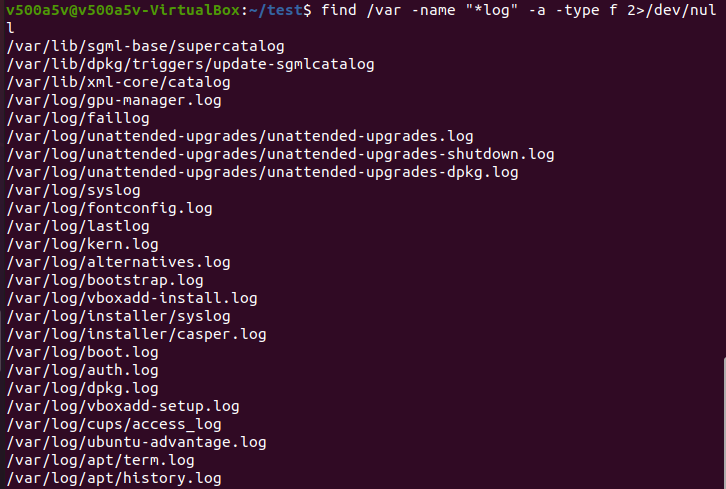 v500a5v@v500a5v-VirtualBox:~/test$ find /var -name "*log" -a -type f 2>/dev/nul
l
/var/lib/sgml-base/supercatalog
/var/lib/dpkg/triggers/update-sgmlcatalog
/var/lib/xml-core/catalog
/var/log/gpu-manager.log
/var/log/faillog
/var/log/unattended-upgrades/unattended-upgrades.log
/var/log/unattended-upgrades/unattended-upgrades-shutdown.log
/var/log/unattended-upgrades/unattended-upgrades-dpkg.log
/var/log/syslog
/var/log/fontconfig.log
/var/log/lastlog
/var/log/kern.log
/var/log/alternatives.log
/var/log/bootstrap.log
/var/log/vboxadd-install.log
/var/log/installer/syslog
/var/log/installer/casper.log
/var/log/boot.log
/var/log/auth.log
/var/log/dpkg.log
/var/log/vboxadd-setup.log
/var/log/cups/access_log
/var/log/ubuntu-advantage.log
/var/log/apt/term.log
/var/log/apt/history.log